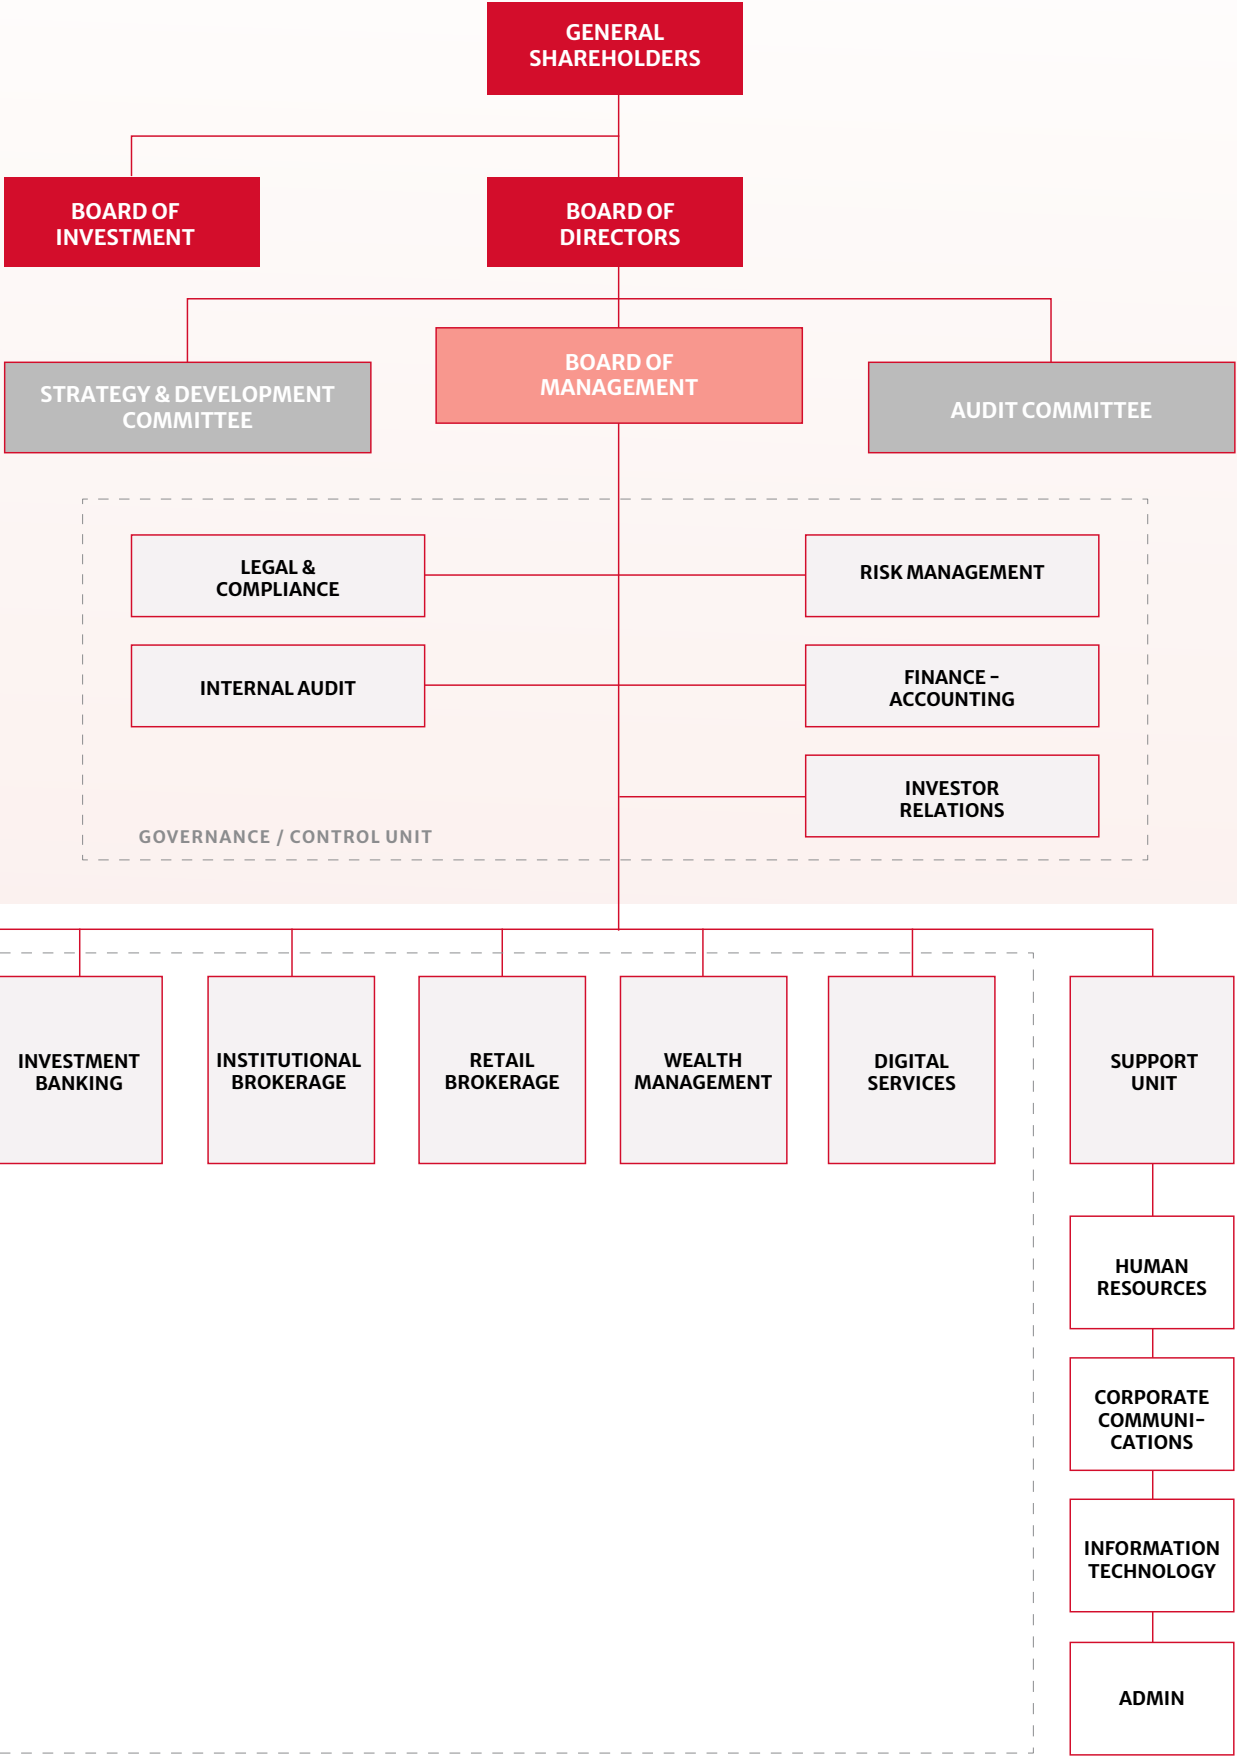 GENERAL
SHAREHOLDERS
BOARD OF
INVESTMENT
BOARD OF
DIRECTORS
STRATEGY & DEVELOPMENT
COMMITTEE
BOARD OF
MANAGEMENT
AUDIT COMMITTEE
LEGAL &
COMPLIANCE
RISK MANAGEMENT
INTERNAL AUDIT
FINANCE -
ACCOUNTING
INVESTOR
RELATIONS
GOVERNANCE / CONTROL UNIT
INVESTMENT
BANKING
INSTITUTIONAL
BROKERAGE
RETAIL
BROKERAGE
WEALTH
MANAGEMENT
DIGITAL
SERVICES
SUPPORT
UNIT
HUMAN
RESOURCES
CORPORATE
COMMUNI-
CATIONS
INFORMATION
TECHNOLOGY
ADMIN